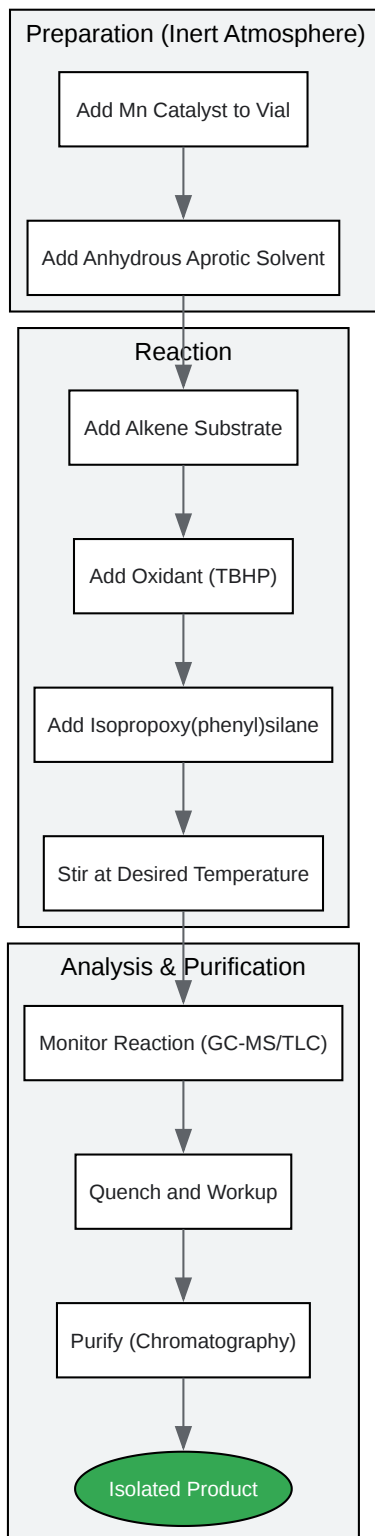 Preparation (Inert Atmosphere)
Add Mn Catalyst to Vial
Add Anhydrous Aprotic Solvent
Reaction
Add Alkene Substrate
Add Oxidant (TBHP)
Add Isopropoxy(phenyl)silane
Stir at Desired Temperature
Analysis & Purification
Monitor Reaction (GC-MS/TLC)
Quench and Workup
Purify (Chromatography)
Isolated Product